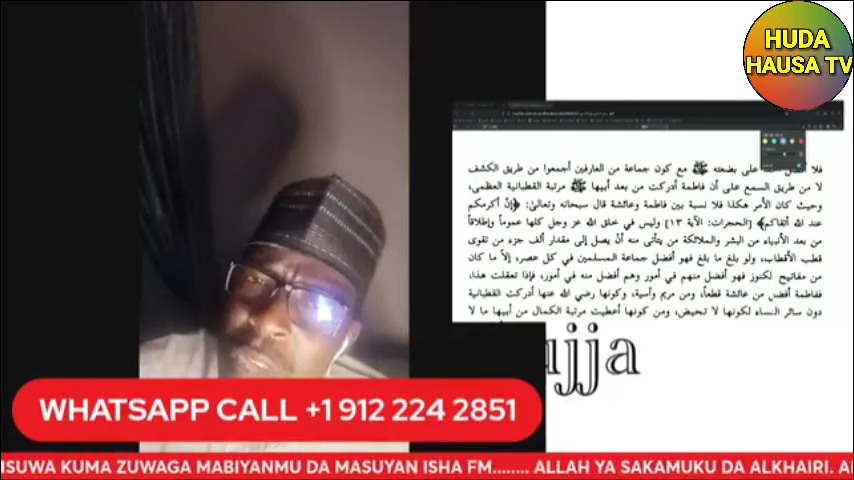 HUDA
HAUSA TV
على بضعته ﷺ مع كون جماعة من العارفين أجمعوا من طريق الكشف
لا من طريق السمع على أن فاطمة أدركت من بعد أبيها ﷺ مرتبة القطبانية العظمى،
وحيث كان الأمر هكذا فلا نسبة بين فاطمة وعائشة قال سبحانه وتعالى: ﴿إن أكرمكم
عند الله أتقاكم﴾ [الحجرات: الآية ١٣] وليس في خلق الله عز وجل كلها عموماً وإطلاقاً
من بعد الأنبياء من البشر والملائكة من يتأتى منه أن يصل إلى مقدار ألف جزء من تقوى
قطب الأقطاب، ولو بلغ ما بلغ فهو أفضل جماعة المسلمين في كل عصر، إلاّ ما كان
من مفاتيح لكنوز فهو أفضل منهم في أمور وهم أفضل منه في أمور، فإذا تعقلت هذا،
ففاطمة أفضس من عائشة قطعاً، ومن مريم وآسية، وكونها رضي الله عنها أدركت القطبانية
دون سائر النساء لكونها لا تحيض، ومن كونها أعطيت مرتبة الكمال من أبيها ما لا
ujja
WHATSAPP CALL +1 912 224 2851
ISUWA KUMA ZUWAGA MABIYANMU DA MASUYAN ISHA FM........ ALLAH YA SAKAMUKU DA ALKHAIRI.